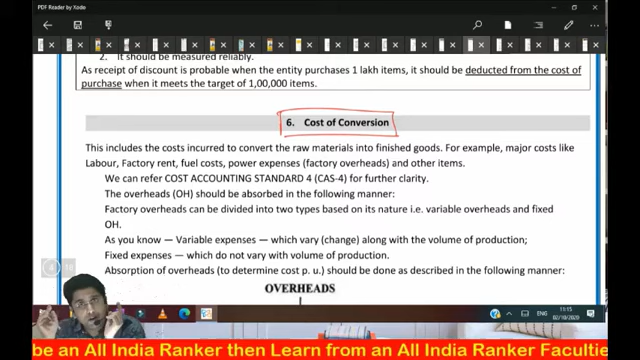 PDF Reader by Xodo
2. It should be measured reliably.
As receipt of discount is probable when the entity purchases 1 lakh items, it should be deducted from the cost of
purchase when it meets the target of 1,00,000 items.
6. Cost of Conversion
This includes the costs incurred to convert the raw materials into finished goods. For example, major costs like
Labour, Factory rent, fuel costs, power expenses (factory overheads) and other items.
We can refer COST ACCOUNTING STANDARD 4 (CAS-4) for further clarity.
The overheads (OH) should be absorbed in the following manner:
Factory overheads can be divided into two types based on its nature i.e. variable overheads and fixed
OH.
As you know — Variable expenses — which vary (change) along with the volume of production;
Fixed expenses — which do not vary with volume of production.
Absorption of overheads (to determine cost p. u.) should be done as described in the following manner:
OVERHEADS
ENG
11:15
02/10/2020
be an All India Ranker then Learn from an All India Ranker Facultie